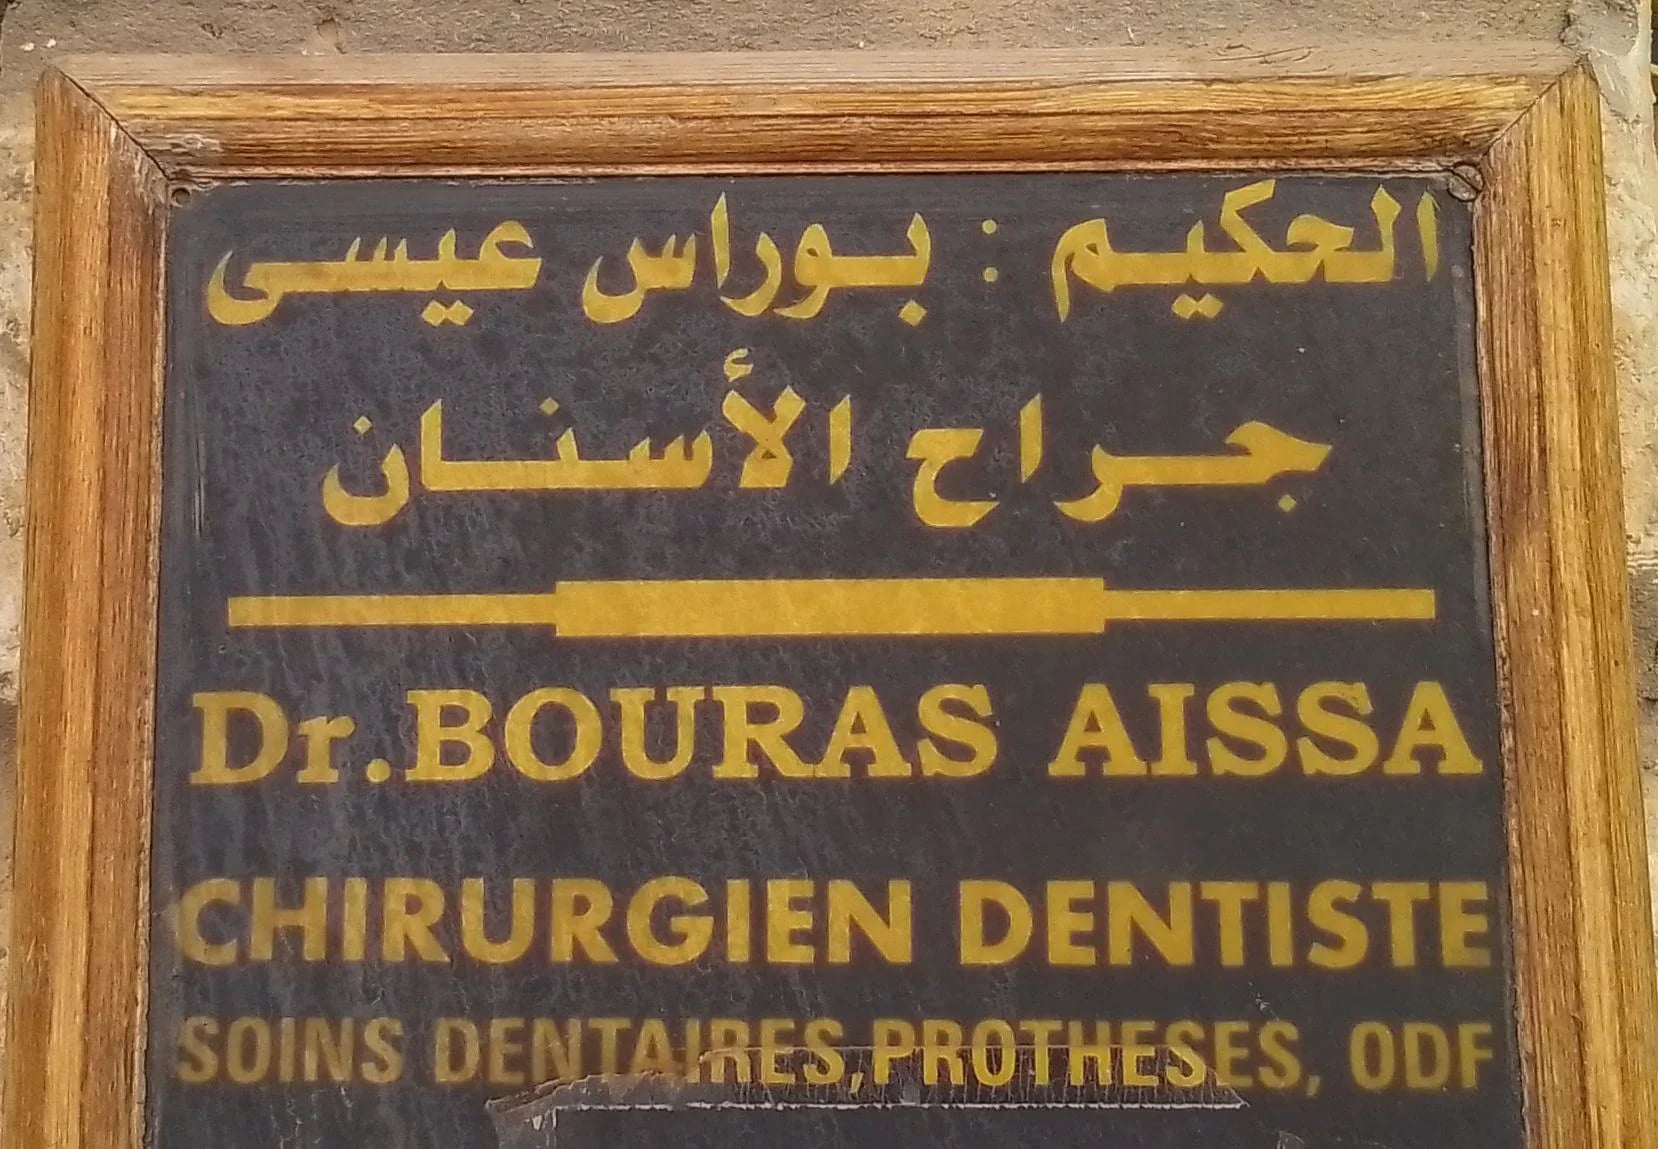 الحكيم : بوراس عيسى
جراح الأسنان
Dr.BOURAS AISSA
CHIRURGIEN DENTISTE
SOINS DENTAIRES,PROTHESES, ODF